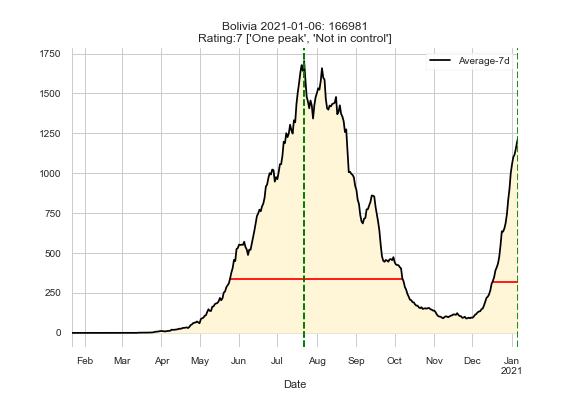 Bolivia 2021-01-06: 166981
Rating:7 ['One peak', 'Not in control']
Average-7d
1750
1500
1250
1000
750
500
250
0
Feb Mar Apr May Jun Jul Aug Sep Oct Nov Dec Jan
2021
Date